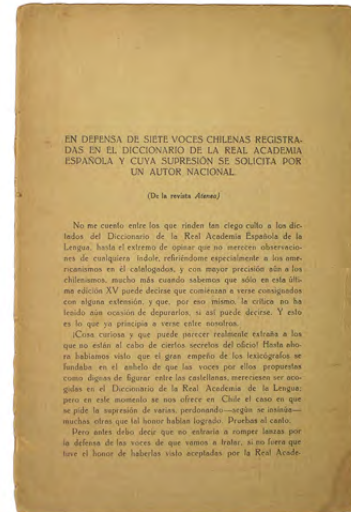 EN DEFENSA DE SIETE VOCES CHILENAS REGISTRA-
DAS EN EL DICCIONARIO DE LA REAL ACADEMIA
ESPAÑOLA Y CUYA SUPRESIÓN SE SOLICITA POR
UN AUTOR NACIONAL.
(De la revista Atenea)
No me cuento entre los que rinden tan ciego culto a los dic-
tados del Diccionario de la Real Academia Española de la
Lengua, hasta el extremo de opinar que no merecen observacio-
nes de cualquiera índole, refiriéndome especialmente a los ame-
ricanismos en él catalogados, y con mayor precisión aún a los
chilenismos, mucho más cuando sabemos que sólo en esta últi-
ma edición XV puede decirse que comienzan a verse consignados
con alguna extensión, y que, por eso mismo, la crítica no ha
tenido aún ocasión de depurarlos, si así puede decirse. Y esto
es lo que ya principia a verse entre nosotros.
¡Cosa curiosa y que puede parecer realmente extraña a los
que no están al cabo de ciertos secretos del oficio! Hasta aho-
ra habíamos visto que el gran empeño de los lexicógrafos se
fundaba en el anhelo de que las voces por ellos propuestas
como dignas de figurar entre las castellanas, mereciesen ser aco-
gidas en el Diccionario de la Real Academia de la Lengua;
pero en este momento se nos ofrece en Chile el caso en que
se pide la supresión de varias, perdonando—según se insinúa—
muchas otras que tal honor habían logrado. Pruebas al canto.
Pero antes debo decir que no entraría a romper lanzas por
la defensa de las voces de que vamos a tratar, si no fuera que
tuve el honor de haberlas visto aceptadas por la Real Acade-